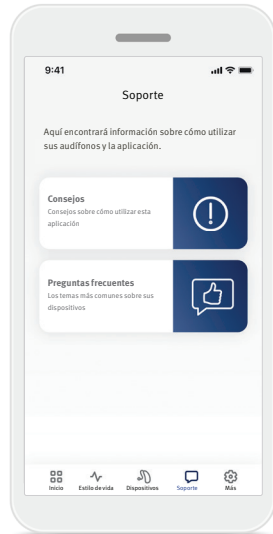 9:41
Soporte
Aquí encontrará información sobre cómo utilizar
sus audífonos y la aplicación.
Consejos
Consejos sobre cómo utilizar esta
aplicación
Preguntas frecuentes
Los temas más comunes sobre sus
dispositivos
Inicio Estilo de vida Dispositivos Soporte Más